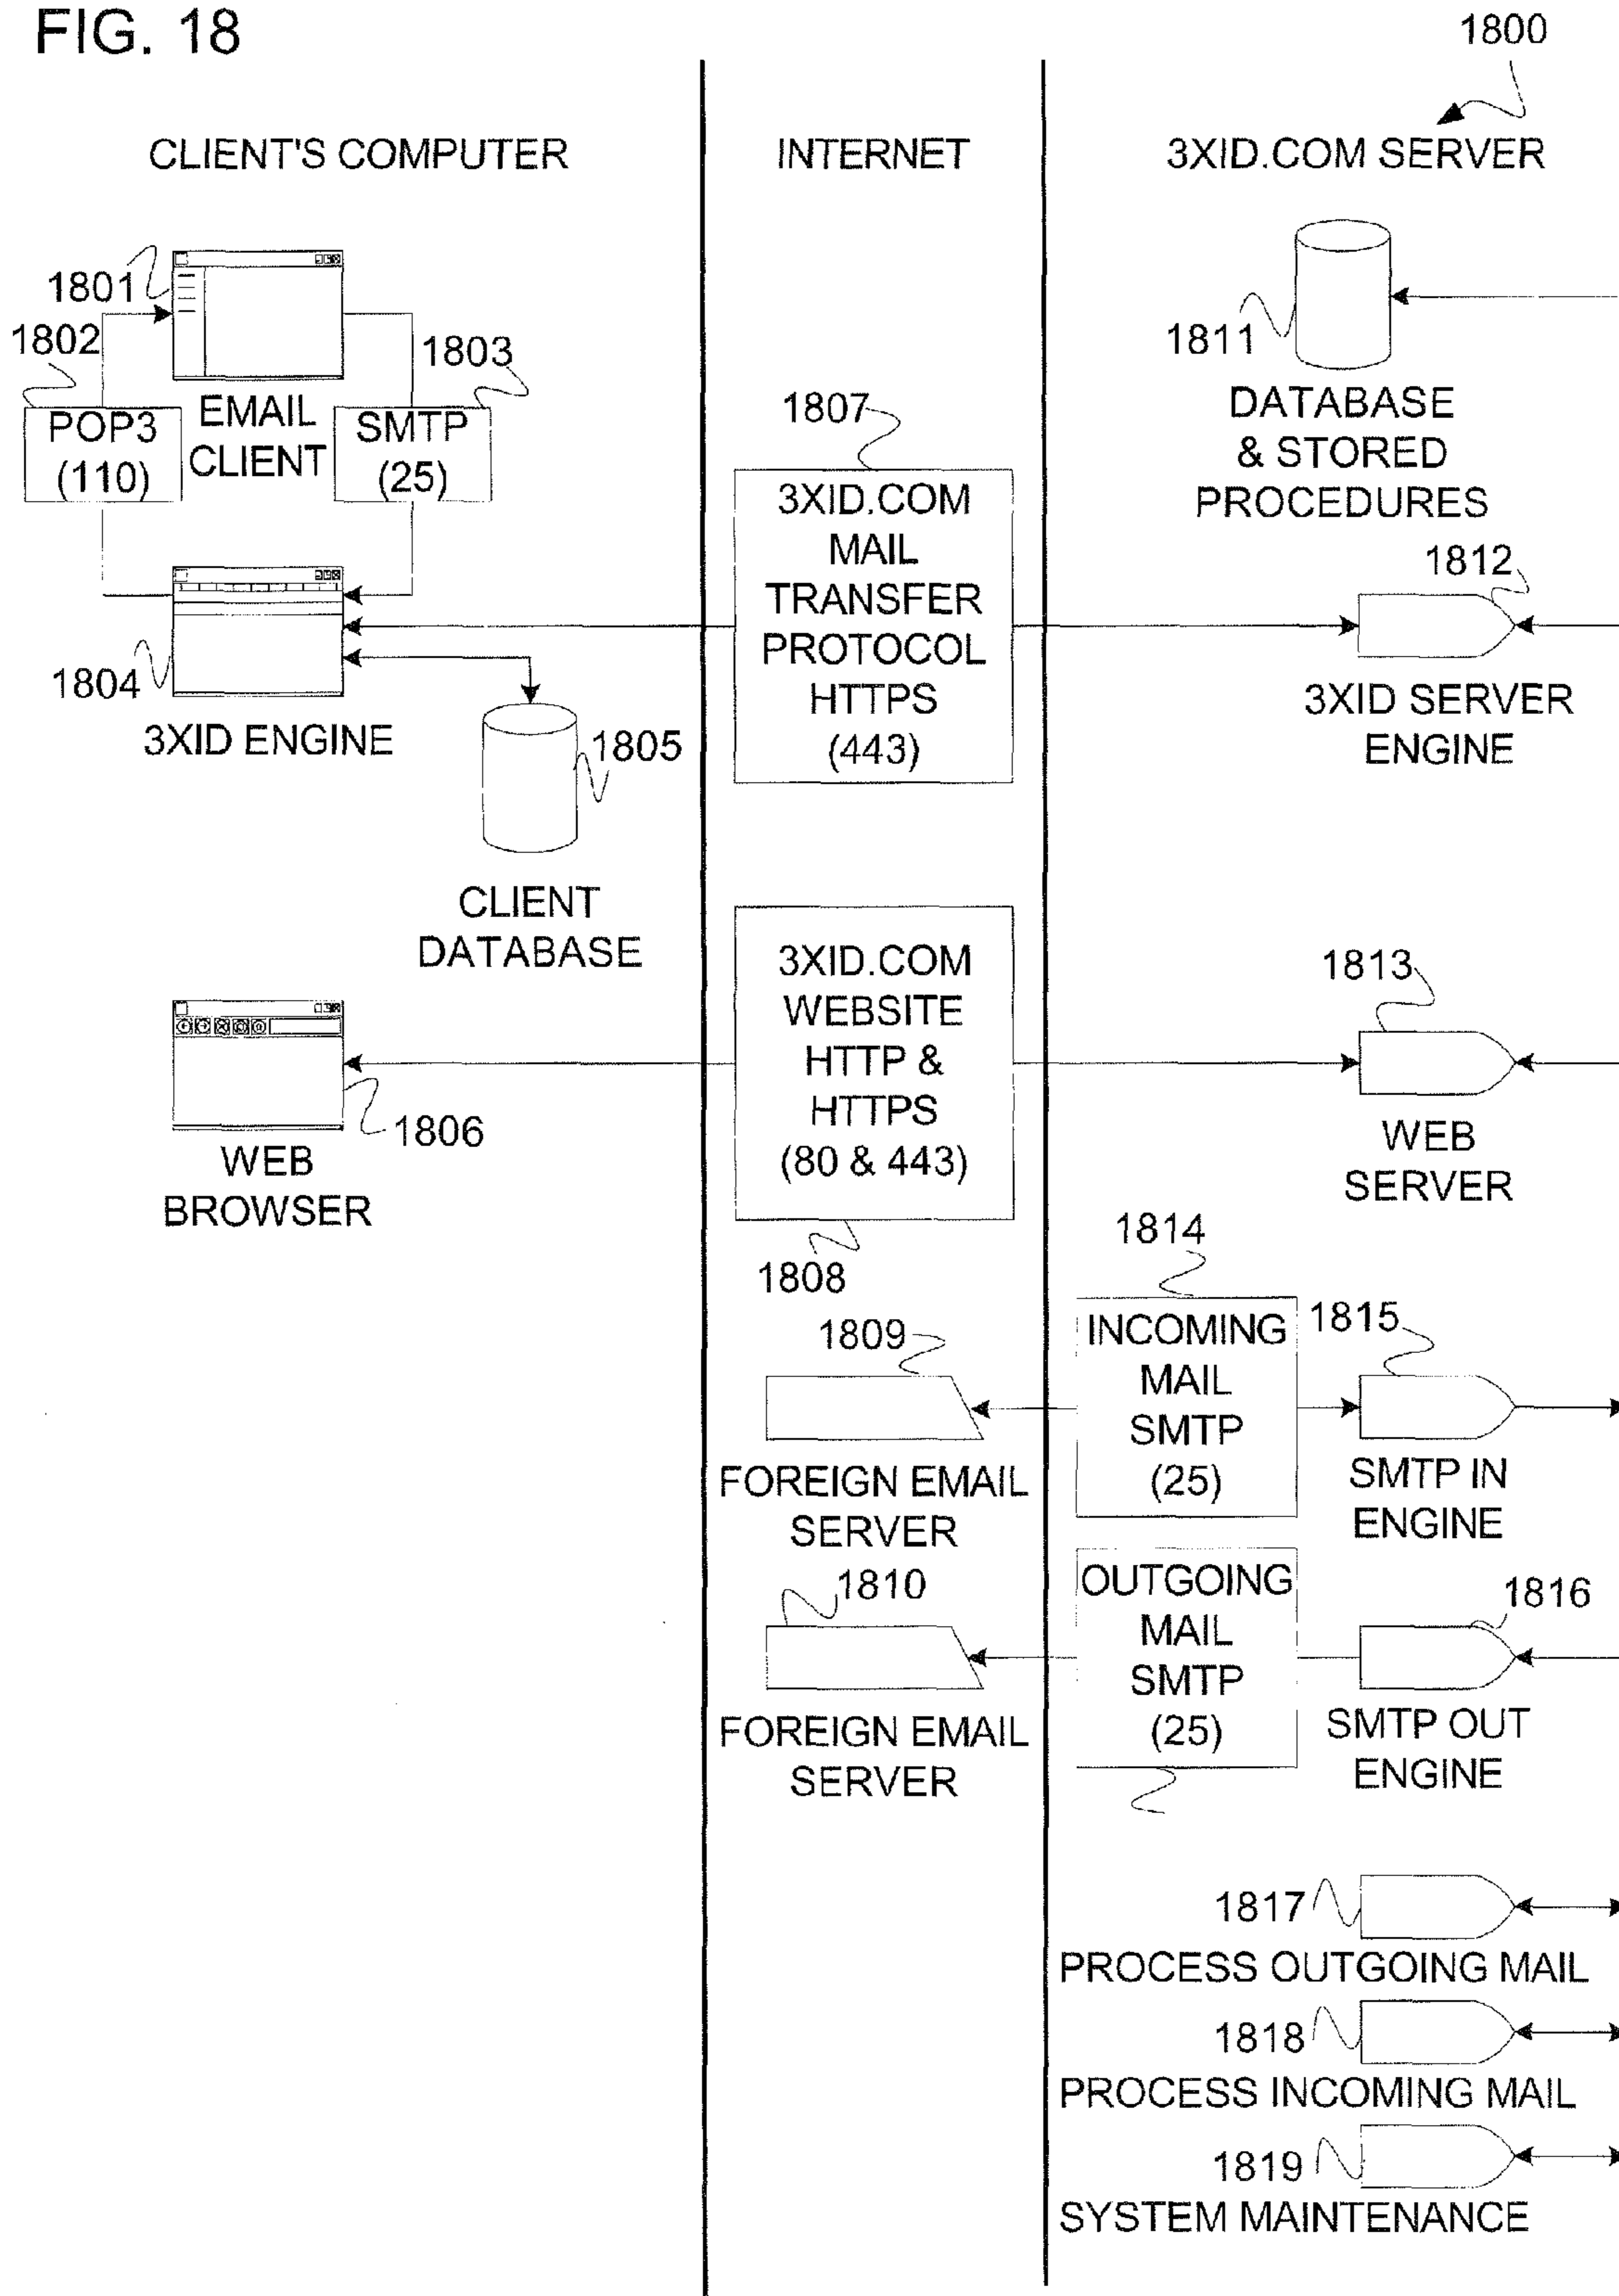 FIG. 18
1800
CLIENT'S COMPUTER
INTERNET
3XID.COM SERVER
1801
1802
1803
POP3
(110)
EMAIL
CLIENT
SMTP
(25)
1804
3XID ENGINE
1805
CLIENT
DATABASE
1806
WEB
BROWSER
1807
3XID.COM
MAIL
TRANSFER
PROTOCOL
HTTPS
(443)
3XID.COM
WEBSITE
HTTP &
HTTPS
(80 & 443)
1808
1809
FOREIGN EMAIL
SERVER
1810
FOREIGN EMAIL
SERVER
1811
DATABASE
& STORED
PROCEDURES
1812
3XID SERVER
ENGINE
1813
WEB
SERVER
1814
INCOMING
MAIL
SMTP
(25)
1815
SMTP IN
ENGINE
OUTGOING
MAIL
SMTP
(25)
1816
SMTP OUT
ENGINE
1817
PROCESS OUTGOING MAIL
1818
PROCESS INCOMING MAIL
1819
SYSTEM MAINTENANCE